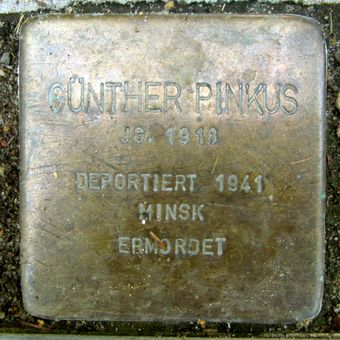 GÜNTHER PINKUS
JG. 1918
DEPORTIERT 1941
MINSK
ERMORDET